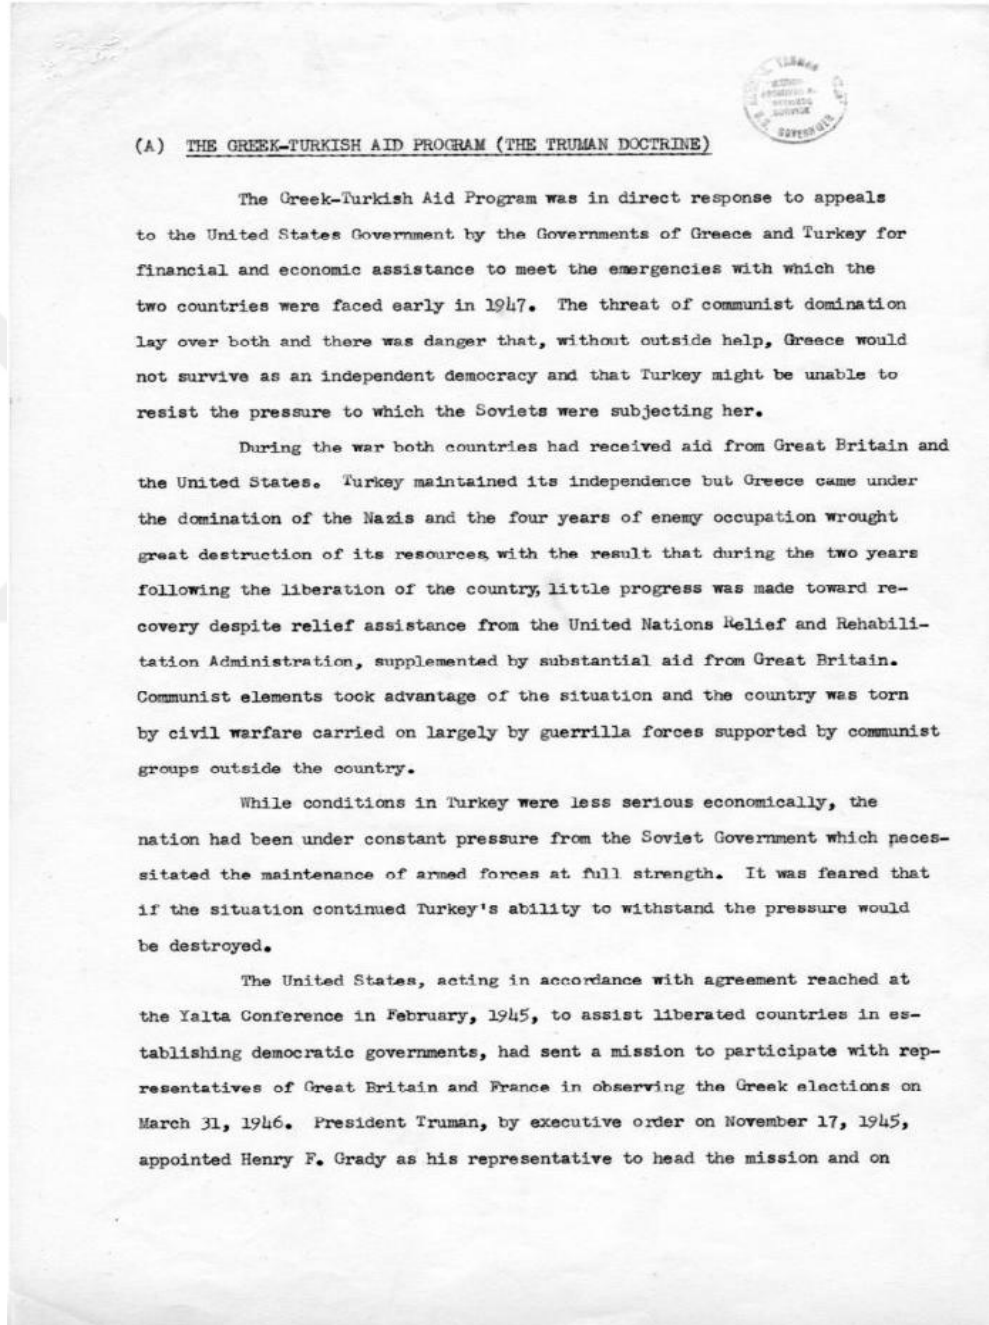 TRUMAN
U.S. GOVERNMEN
(A) THE GREEK-TURKISH AID PROGRAM (THE TRUMAN DOCTRINE)
The Greek-Turkish Aid Program was in direct response to appeals
to the United States Government by the Governments of Greece and Turkey for
financial and economic assistance to meet the emergencies with which the
two countries were faced early in 1947. The threat of communist domination
lay over both and there was danger that, without outside help, Greece would
not survive as an independent democracy and that Turkey might be unable to
resist the pressure to which the Soviets were subjecting her.
During the war both countries had received aid from Great Britain and
the United States. Turkey maintained its independence but Greece came under
the domination of the Nazis and the four years of enemy occupation wrought
great destruction of its resources, with the result that during the two years
following the liberation of the country, little progress was made toward re-
covery despite relief assistance from the United Nations Relief and Rehabili-
tation Administration, supplemented by substantial aid from Great Britain.
Communist elements took advantage of the situation and the country was torn
by civil warfare carried on largely by guerrilla forces supported by communist
groups outside the country.
While conditions in Turkey were less serious economically, the
nation had been under constant pressure from the Soviet Government which neces-
sitated the maintenance of armed forces at full strength. It was feared that
if the situation continued Turkey's ability to withstand the pressure would
be destroyed.
The United States, acting in accordance with agreement reached at
the Yalta Conference in February, 1945, to assist liberated countries in es-
tablishing democratic governments, had sent a mission to participate with rep-
resentatives of Great Britain and France in observing the Greek elections on
March 31, 1946. President Truman, by executive order on November 17, 1945,
appointed Henry F. Grady as his representative to head the mission and on